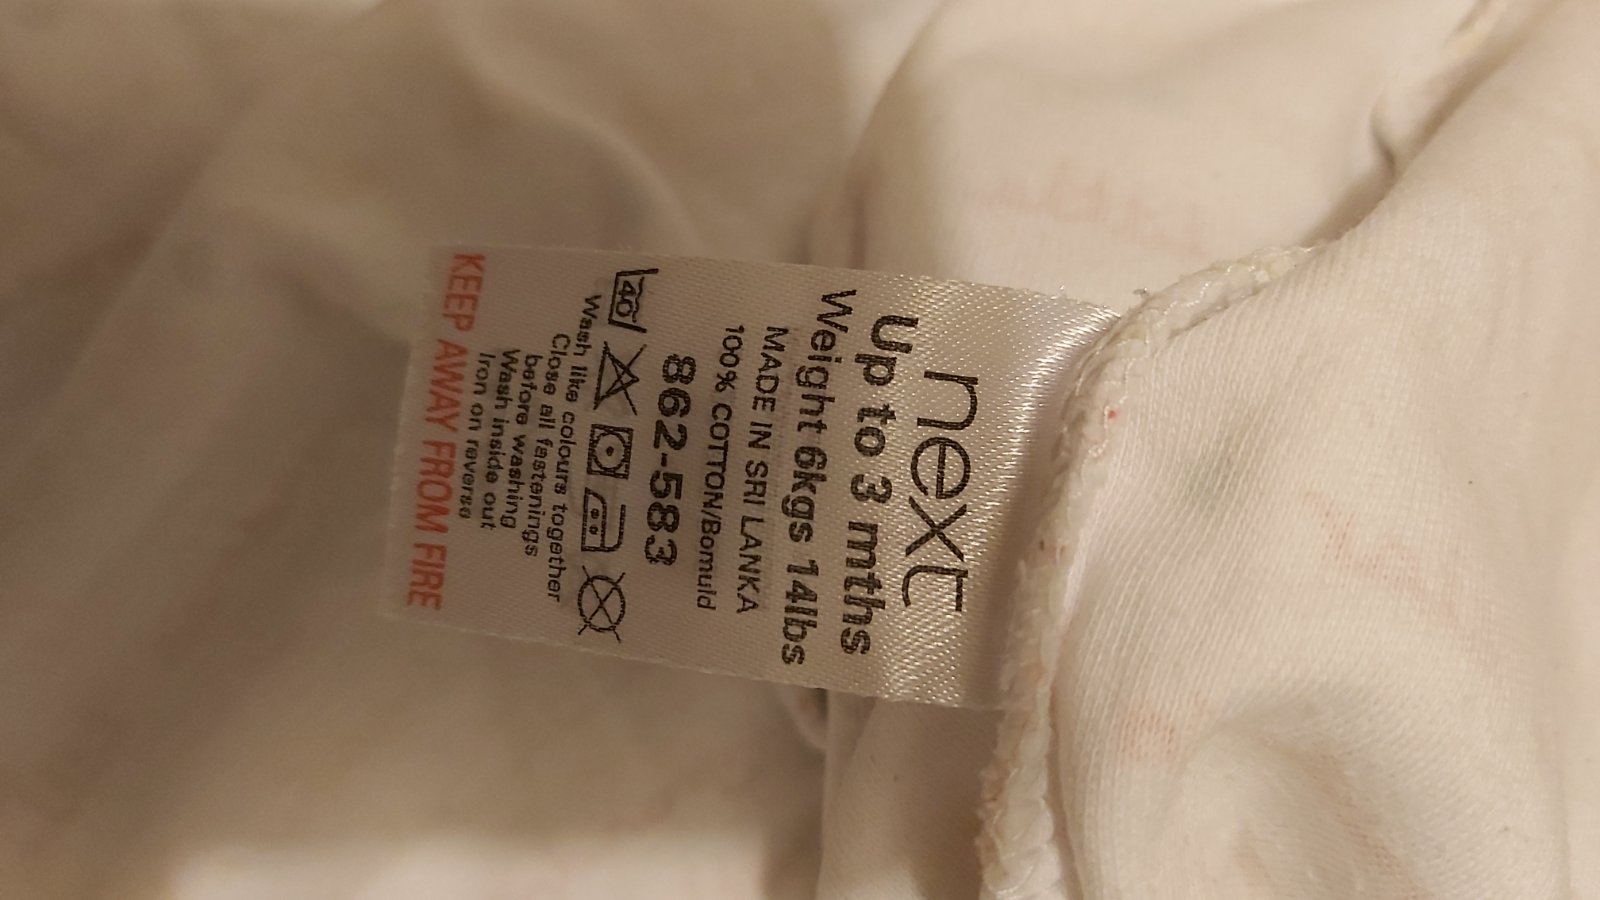 next
Up to 3 mths
Weight 6kgs 14lbs
MADE IN SRI LANKA
100% COTTON/Bomuld
862-583
40
Wash like colours together
Close all fastenings
before washing
Wash inside out
Iron on reverse
KEEP AWAY FROM FIRE